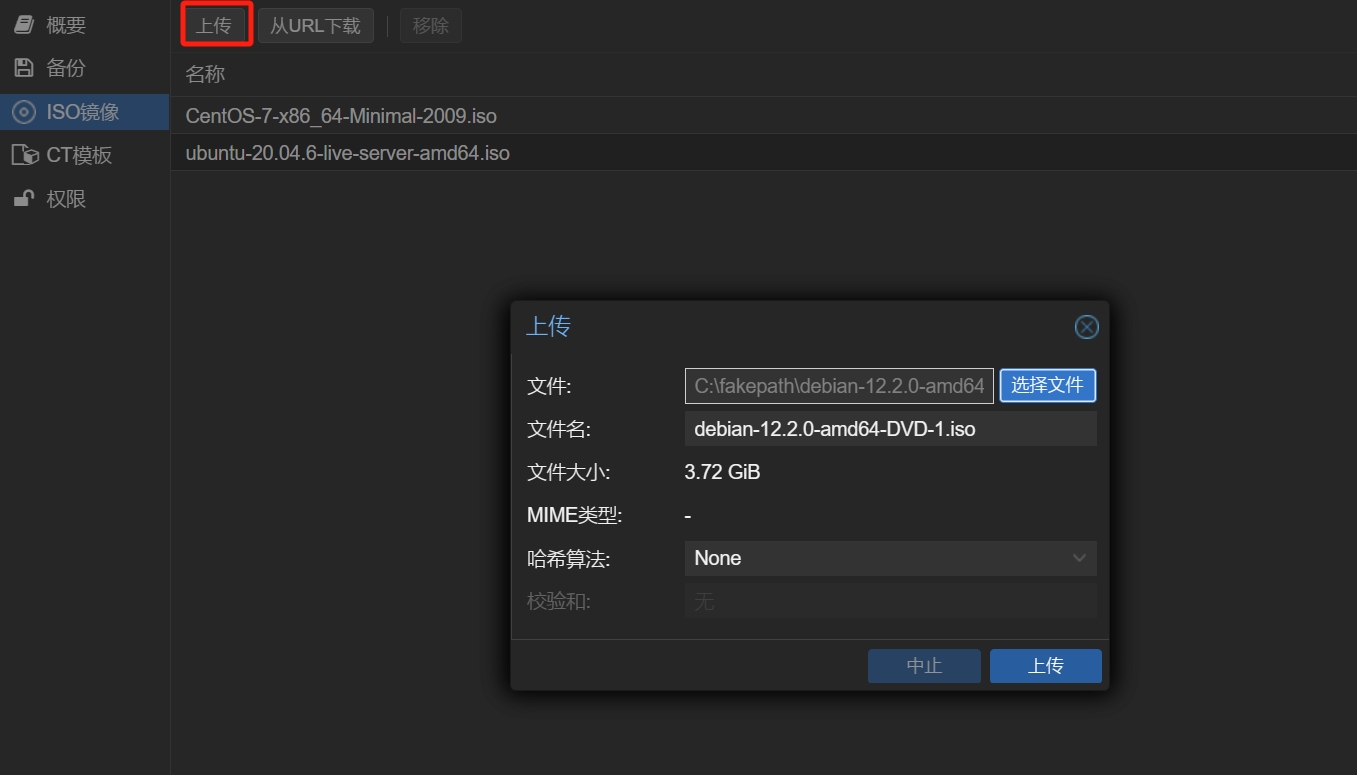 概要
备份
ISO镜像
CT模板
权限
上传 从URL下载 移除
名称
CentOS-7-x86_64-Minimal-2009.iso
ubuntu-20.04.6-live-server-amd64.iso
上传
文件: C:\fakepath\debian-12.2.0-amd64 选择文件
文件名: debian-12.2.0-amd64-DVD-1.iso
文件大小: 3.72 GiB
MIME类型: -
哈希算法: None
校验和: 无
中止 上传